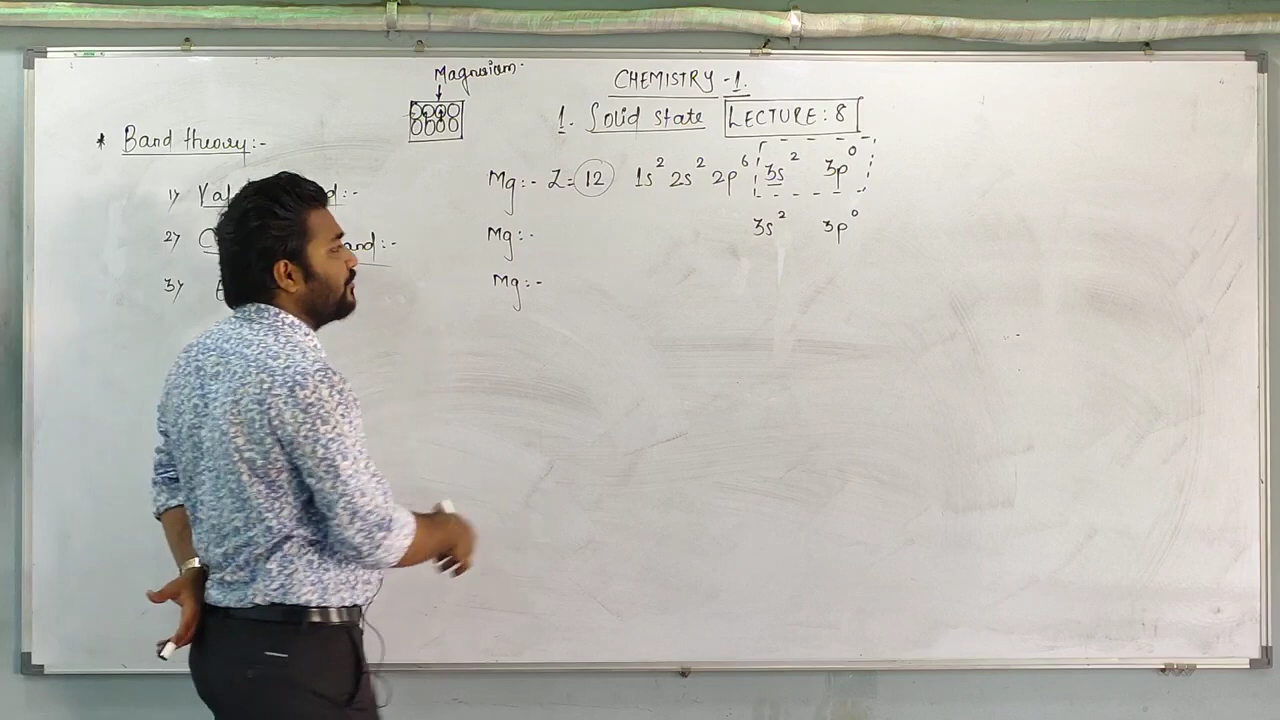 Magnesium.
CHEMISTRY - 1.
1. Solid state LECTURE: 8
* Band theory:-
Mg:- Z=12 1s² 2s² 2p⁶ 3s² 3p⁰
1)
2)
Mg:- 3s² 3p⁰
3)
Mg:-